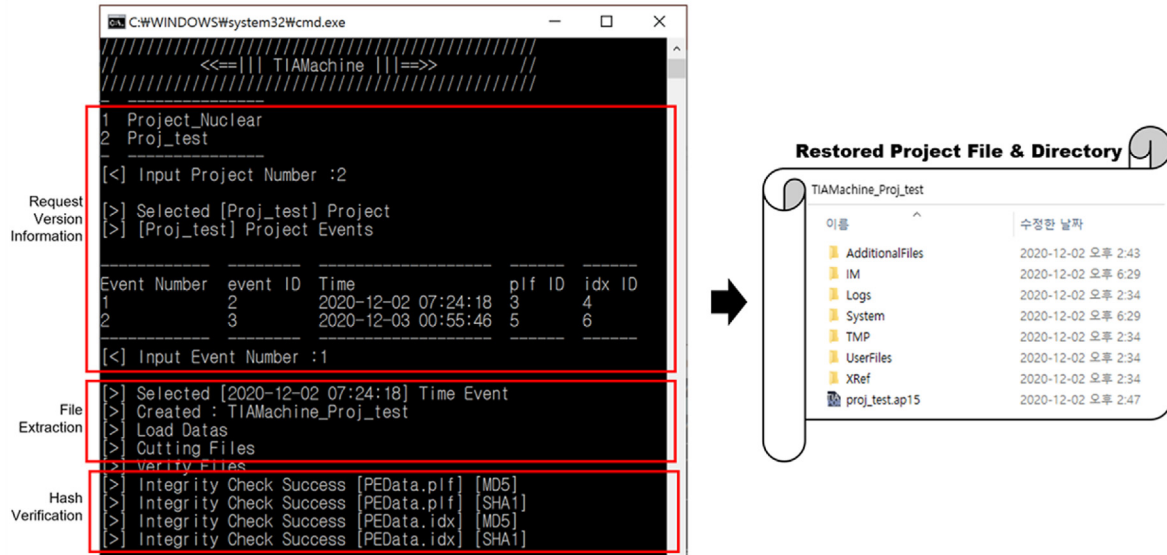 C:₩WINDOWS₩system32₩cmd.exe
/////////////////////////////////////////////////
// <<==||| TIAMachine |||==>> //
/////////////////////////////////////////////////
- ---------------
1 Project_Nuclear
2 Proj_test
- ---------------
[<] Input Project Number :2
[>] Selected [Proj_test] Project
[>] [Proj_test] Project Events
------------ -------- ------------------- ------ ------
Event Number event ID Time plf ID idx ID
1 2 2020-12-02 07:24:18 3 4
2 3 2020-12-03 00:55:46 5 6
------------ -------- ------------------- ------ ------
[<] Input Event Number :1
[>] Selected [2020-12-02 07:24:18] Time Event
[>] Created : TIAMachine_Proj_test
[>] Load Datas
[>] Cutting Files
[>] Verify Files
[>] Integrity Check Success [PEData.plf] [MD5]
[>] Integrity Check Success [PEData.plf] [SHA1]
[>] Integrity Check Success [PEData.idx] [MD5]
[>] Integrity Check Success [PEData.idx] [SHA1]
Request
Version
Information
File
Extraction
Hash
Verification
Restored Project File & Directory
TIAMachine_Proj_test
이름 수정한 날짜
AdditionalFiles 2020-12-02 오후 2:43
IM 2020-12-02 오후 6:29
Logs 2020-12-02 오후 2:34
System 2020-12-02 오후 6:29
TMP 2020-12-02 오후 2:34
UserFiles 2020-12-02 오후 2:34
XRef 2020-12-02 오후 2:34
proj_test.ap15 2020-12-02 오후 2:47